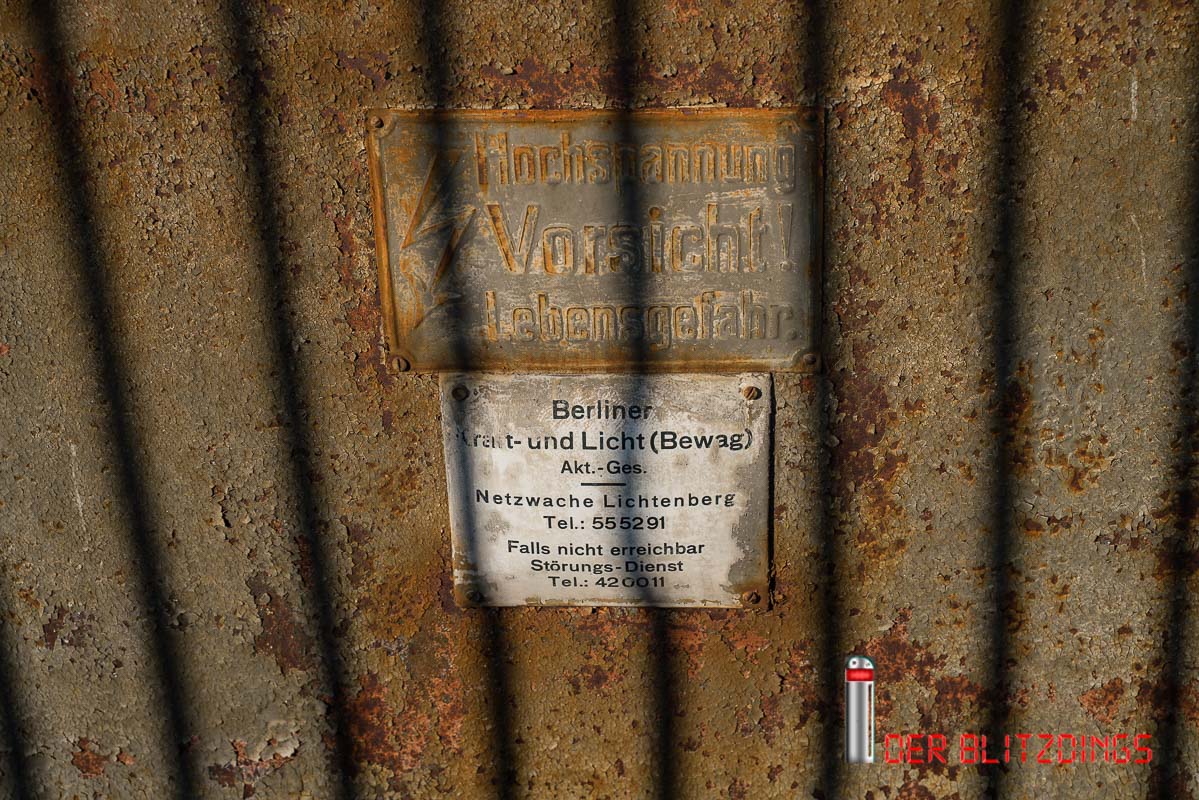 Hochspannung
Vorsicht!
Lebensgefahr.
Berliner
Kraft- und Licht (Bewag)
Akt.-Ges.
Netzwache Lichtenberg
Tel.: 555291
Falls nicht erreichbar
Störungs-Dienst
Tel.: 420011
DER BLITZDINGS